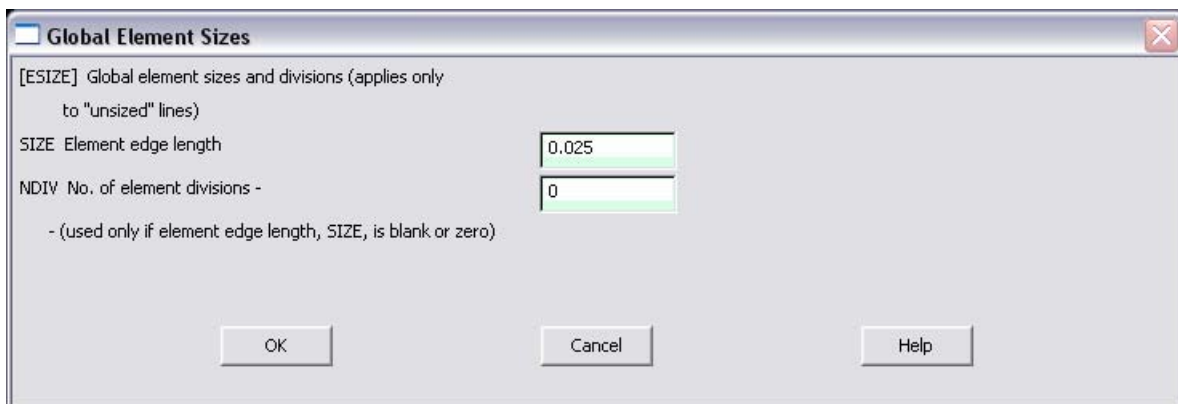 Global Element Sizes
[ESIZE] Global element sizes and divisions (applies only
to "unsized" lines)
SIZE Element edge length
0.025
NDIV No. of element divisions -
0
- (used only if element edge length, SIZE, is blank or zero)
OK
Cancel
Help